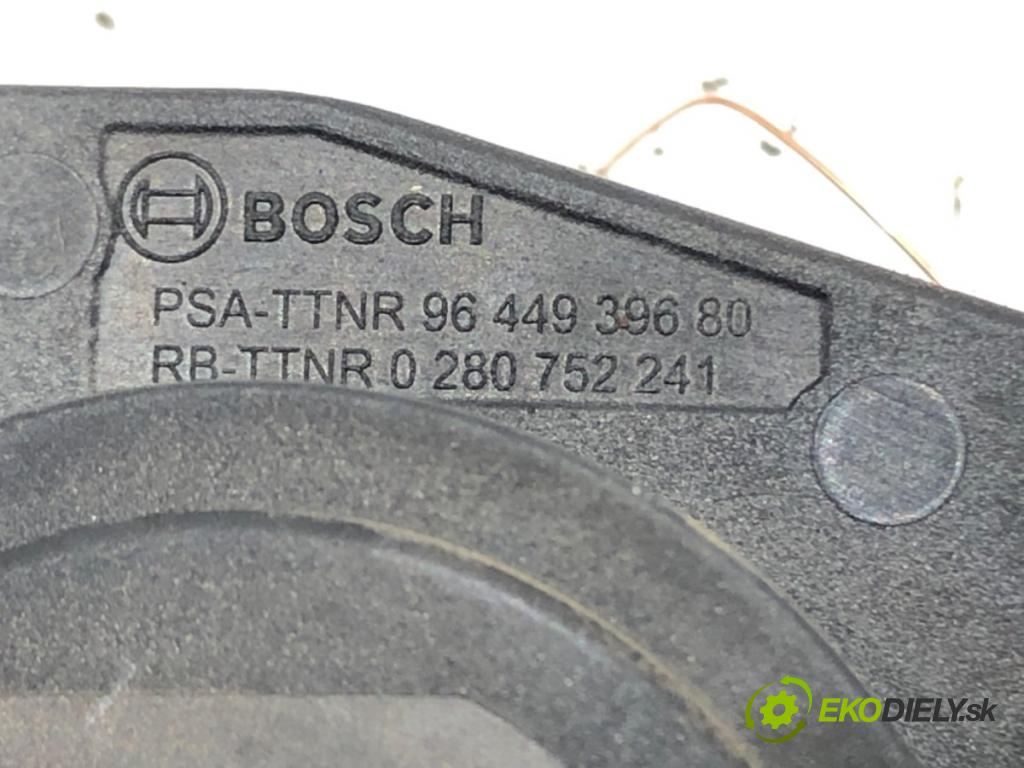 BOSCH
PSA-TTNR 96 449 396 80
RB-TTNR 0 280 752 241
EKODIELY.sk